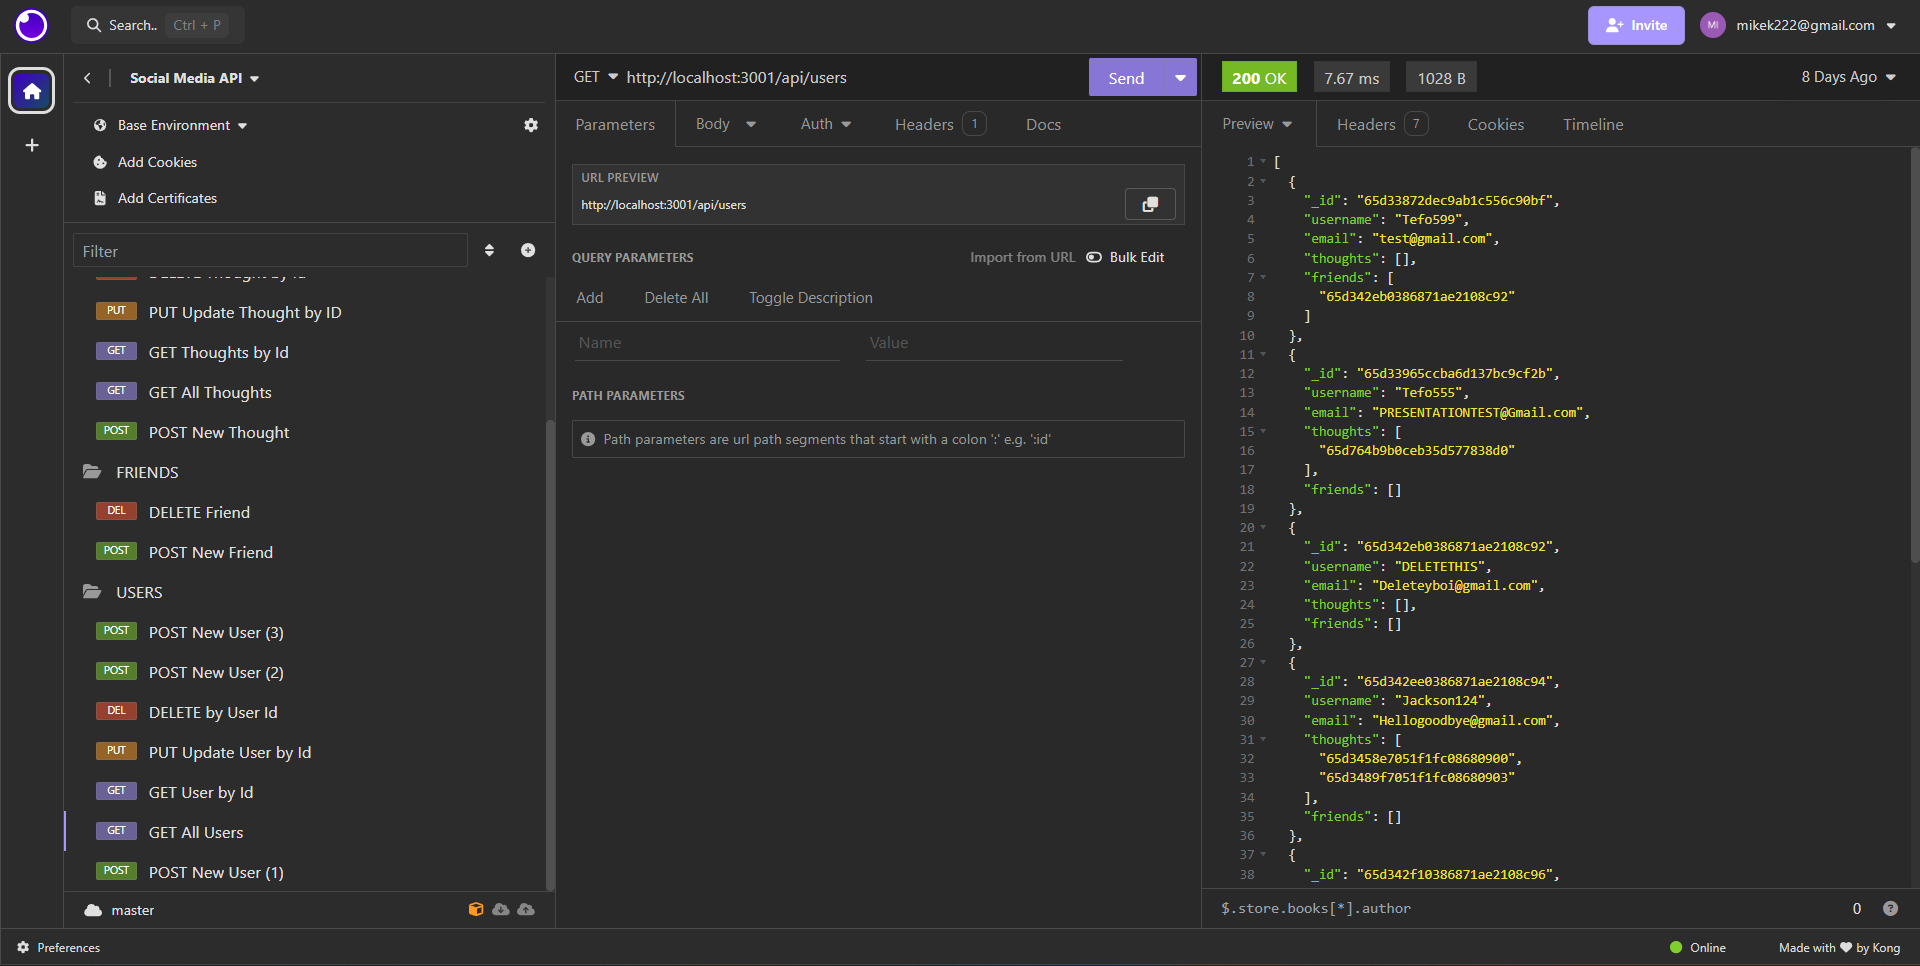 Search.. Ctrl + P
Invite
MI mikek222@gmail.com
Social Media API
Base Environment
Add Cookies
Add Certificates
Filter
DELETE Thought by Id
PUT PUT Update Thought by ID
GET GET Thoughts by Id
GET GET All Thoughts
POST POST New Thought
FRIENDS
DEL DELETE Friend
POST POST New Friend
USERS
POST POST New User (3)
POST POST New User (2)
DEL DELETE by User Id
PUT PUT Update User by Id
GET GET User by Id
GET GET All Users
POST POST New User (1)
master
Preferences
GET http://localhost:3001/api/users Send
Parameters Body Auth Headers 1 Docs
URL PREVIEW
http://localhost:3001/api/users
QUERY PARAMETERS Import from URL Bulk Edit
Add Delete All Toggle Description
Name Value
PATH PARAMETERS
Path parameters are url path segments that start with a colon ':' e.g. ':id'
200 OK 7.67 ms 1028 B 8 Days Ago
Preview Headers 7 Cookies Timeline
1 [
2 {
3 "_id": "65d33872dec9ab1c556c90bf",
4 "username": "Tefo599",
5 "email": "test@gmail.com",
6 "thoughts": [],
7 "friends": [
8 "65d342eb0386871ae2108c92"
9 ]
10 },
11 {
12 "_id": "65d33965ccba6d137bc9cf2b",
13 "username": "Tefo555",
14 "email": "PRESENTATIONTEST@Gmail.com",
15 "thoughts": [
16 "65d764b9b0ceb35d577838d0"
17 ],
18 "friends": []
19 },
20 {
21 "_id": "65d342eb0386871ae2108c92",
22 "username": "DELETETHIS",
23 "email": "Deleteyboi@gmail.com",
24 "thoughts": [],
25 "friends": []
26 },
27 {
28 "_id": "65d342ee0386871ae2108c94",
29 "username": "Jackson124",
30 "email": "Hellogoodbye@gmail.com",
31 "thoughts": [
32 "65d3458e7051f1fc08680900",
33 "65d3489f7051f1fc08680903"
34 ],
35 "friends": []
36 },
37 {
38 "_id": "65d342f10386871ae2108c96",
$.store.books[*].author 0
Online Made with by Kong